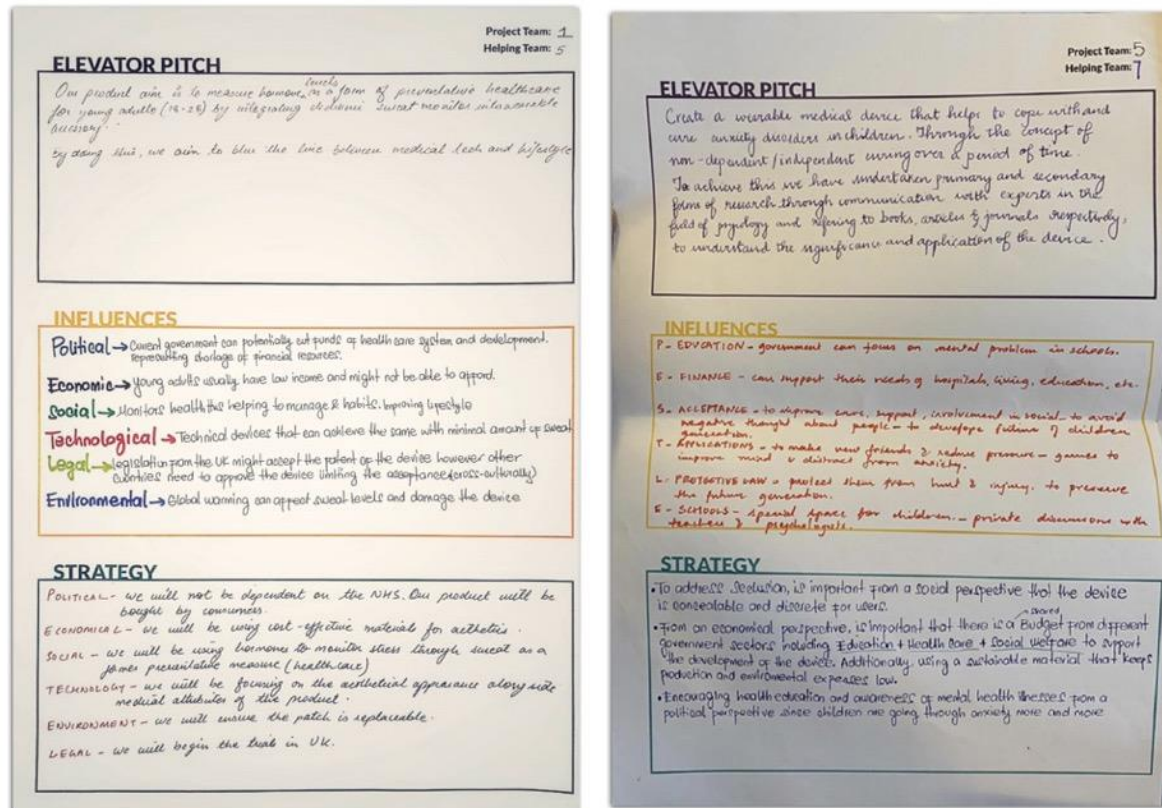 Project Team: 1
Helping Team: 5
ELEVATOR PITCH
Our product aim is to measure hormone levels as a form of preventative healthcare
for young adults (18-25) by integrating sweat monitor into wearable
accessory.
by doing this, we aim to blur the line between medical tech and lifestyle
INFLUENCES
Political → Current government can potentially cut funds of health care system and development.
representing shortage of financial resources.
Economic → young adults usually have low income and might not be able to afford.
Social → Monitors health this helping to manage & habits. Improving lifestyle
Technological → Technical devices that can achieve the same with minimal amount of sweat
Legal → legislation from the UK might accept the patent of the device however other
countries need to approve the device limiting the acceptance (cross-culturally)
Environmental → Global warming can affect sweat levels and damage the device
STRATEGY
POLITICAL - we will not be dependent on the NHS. Our product will be
bought by consumers.
ECONOMICAL - we will be using cost-effective materials for aesthetics.
SOCIAL - we will be using hormones to monitor stress through sweat as a
preventative measure (healthcare)
TECHNOLOGY - we will be focusing on the aesthetical appearance alongside
medical attributes of the product.
ENVIRONMENT - we will ensure the patch is replaceable.
LEGAL - we will begin the trials in UK.
Project Team: 5
Helping Team: 7
ELEVATOR PITCH
Create a wearable medical device that helps to cope with and
cure anxiety disorders in children. Through the concept of
non-dependent/independent curing over a period of time.
To achieve this we have undertaken primary and secondary
forms of research through communication with experts in the
field of psycology and refering to books, articles & journals respectively,
to understand the significance and application of the device.
INFLUENCES
P - EDUCATION - government can focus on mental problem in schools.
E - FINANCE - can support their needs of hospitals, living, education, etc.
S - ACCEPTANCE - to improve care, support, involvement in social - to avoid
negative thought about people - to develope future of children
generation.
T - APPLICATIONS - to make new friends & reduce pressure - games to
improve mind & distract from anxiety.
L - PROTECTIVE LAW - protect them from hurt & injury. to preserve
the future generation.
E - SCHOOLS - special space for children. - private discussions with
teachers & psychologists.
STRATEGY
•To address seclusion, is important from a social perspective that the device
is concealable and discrete for users.
•From an economical perspective, is important that there is a shared Budget from different
government sectors including Education + Health Care + Social Welfare to support
the development of the device. Additionally, using a sustainable material that keeps
production and enviromental expenses low.
•Encouraging health education and awareness of mental health illnesses from a
political perspective since children are going through anxiety more and more